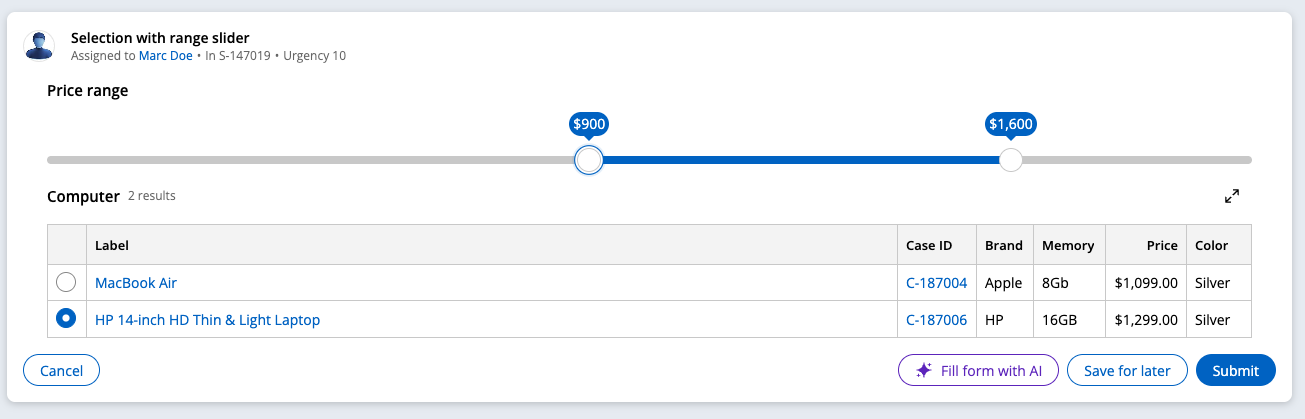 Selection with range slider
Assigned to Marc Doe • In S-147019 • Urgency 10
Price range
$900 $1,600
Computer 2 results
Label Case ID Brand Memory Price Color
MacBook Air C-187004 Apple 8Gb $1,099.00 Silver
HP 14-inch HD Thin & Light Laptop C-187006 HP 16GB $1,299.00 Silver
Cancel Fill form with AI Save for later Submit